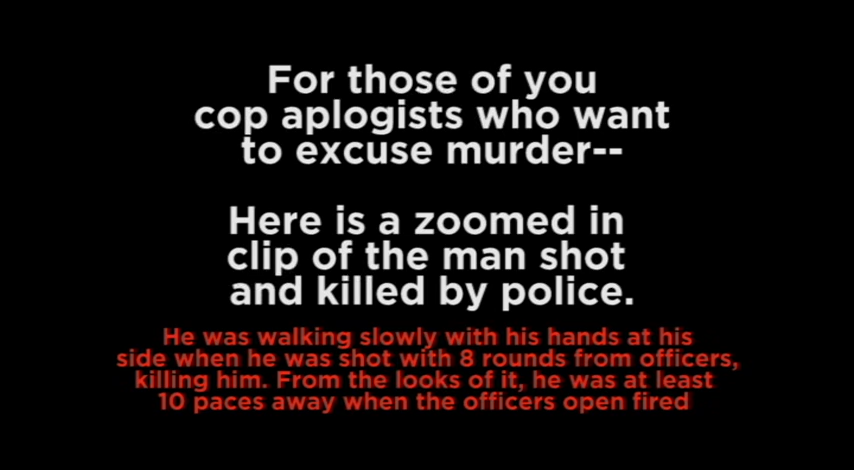 For those of you
cop aplogists who want
to excuse murder--
Here is a zoomed in
clip of the man shot
and killed by police.
He was walking slowly with his hands at his
side when he was shot with 8 rounds from officers,
killing him. From the looks of it, he was at least
10 paces away when the officers open fired